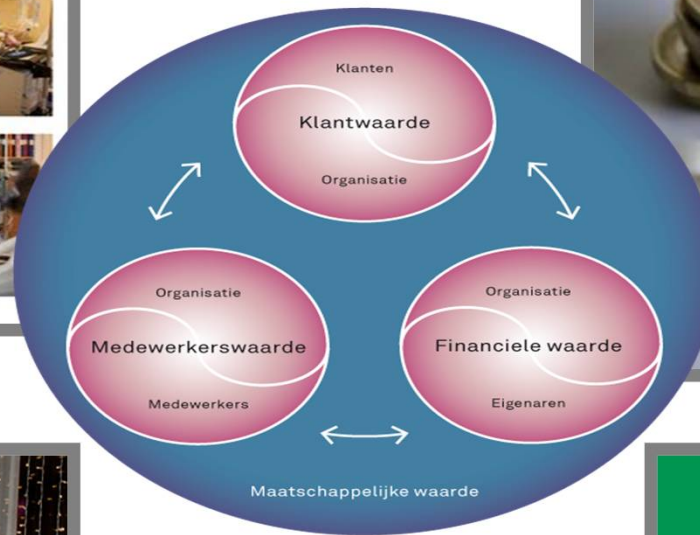 Klanten
Klantwaarde
Organisatie
Organisatie
Medewerkerswaarde
Medewerkers
Organisatie
Financiele waarde
Eigenaren
Maatschappelijke waarde